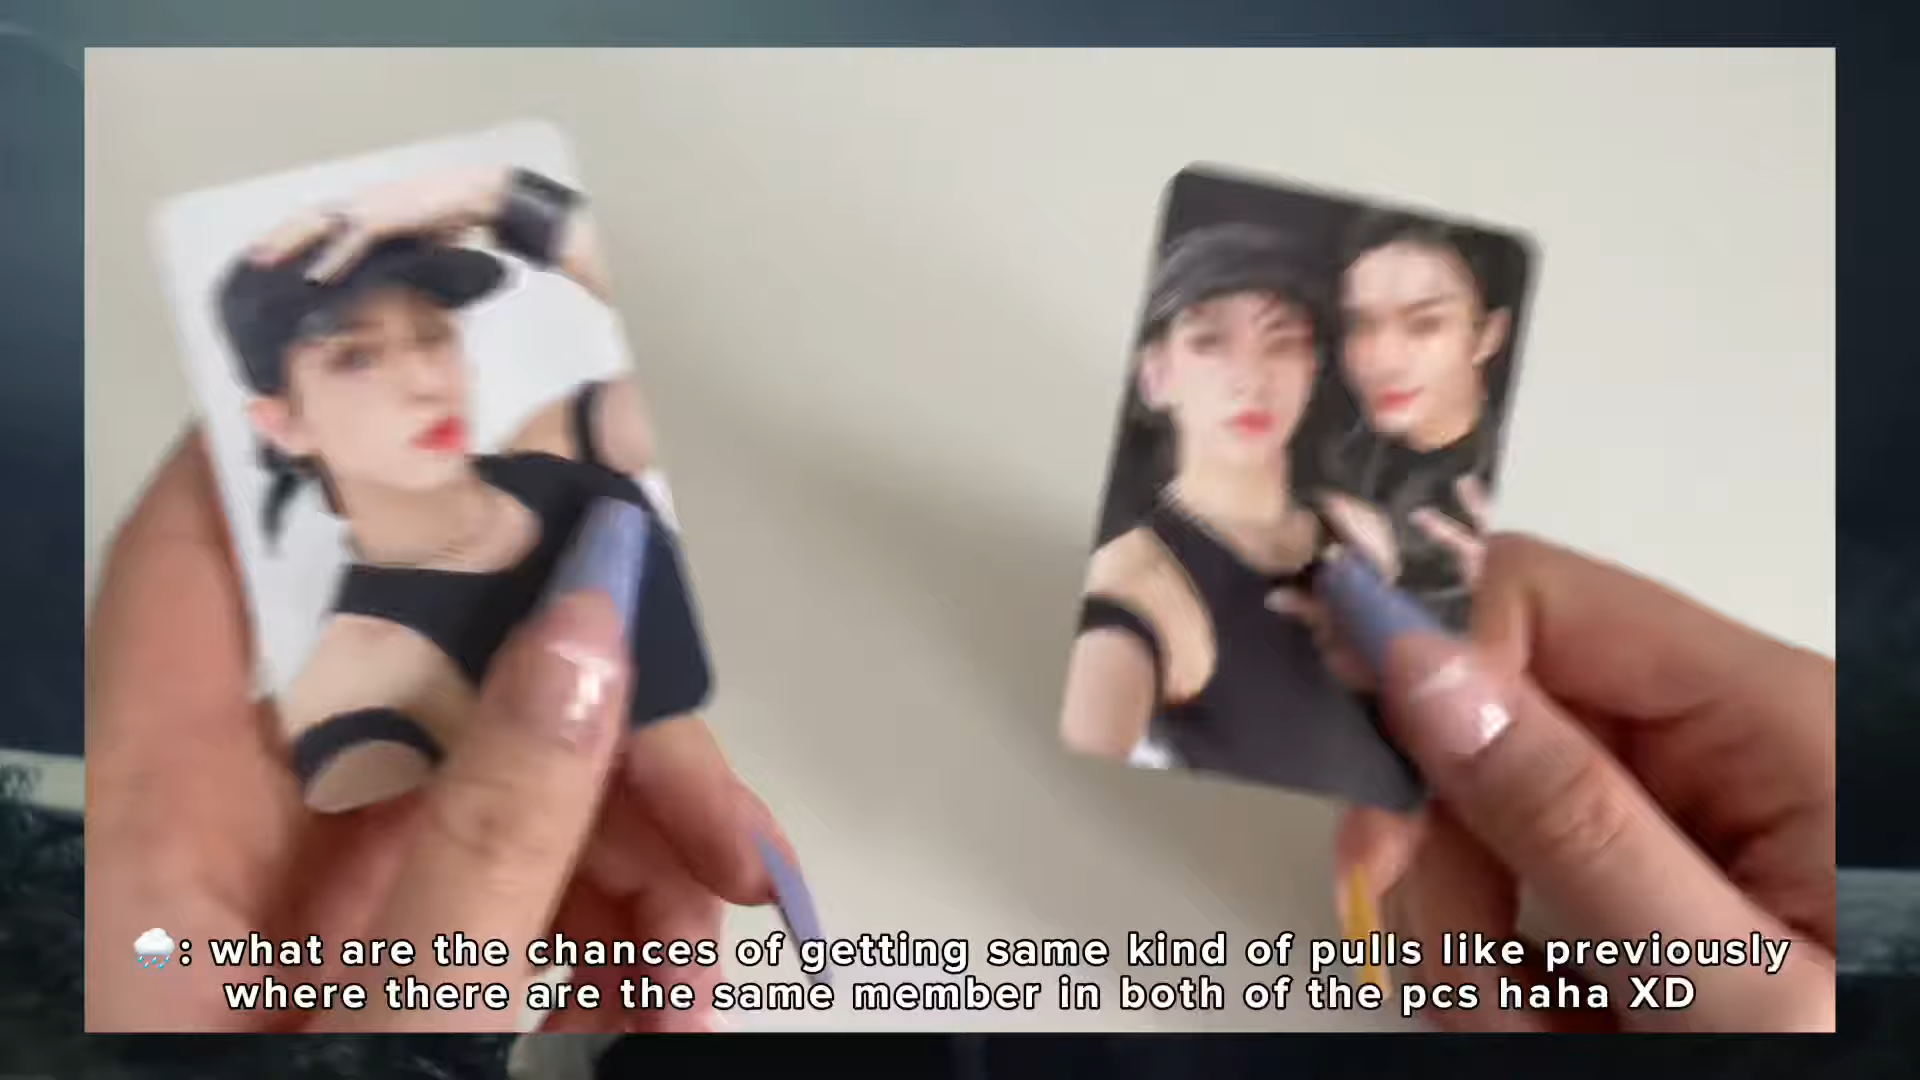 🌧️: what are the chances of getting same kind of pulls like previously
where there are the same member in both of the pcs haha XD